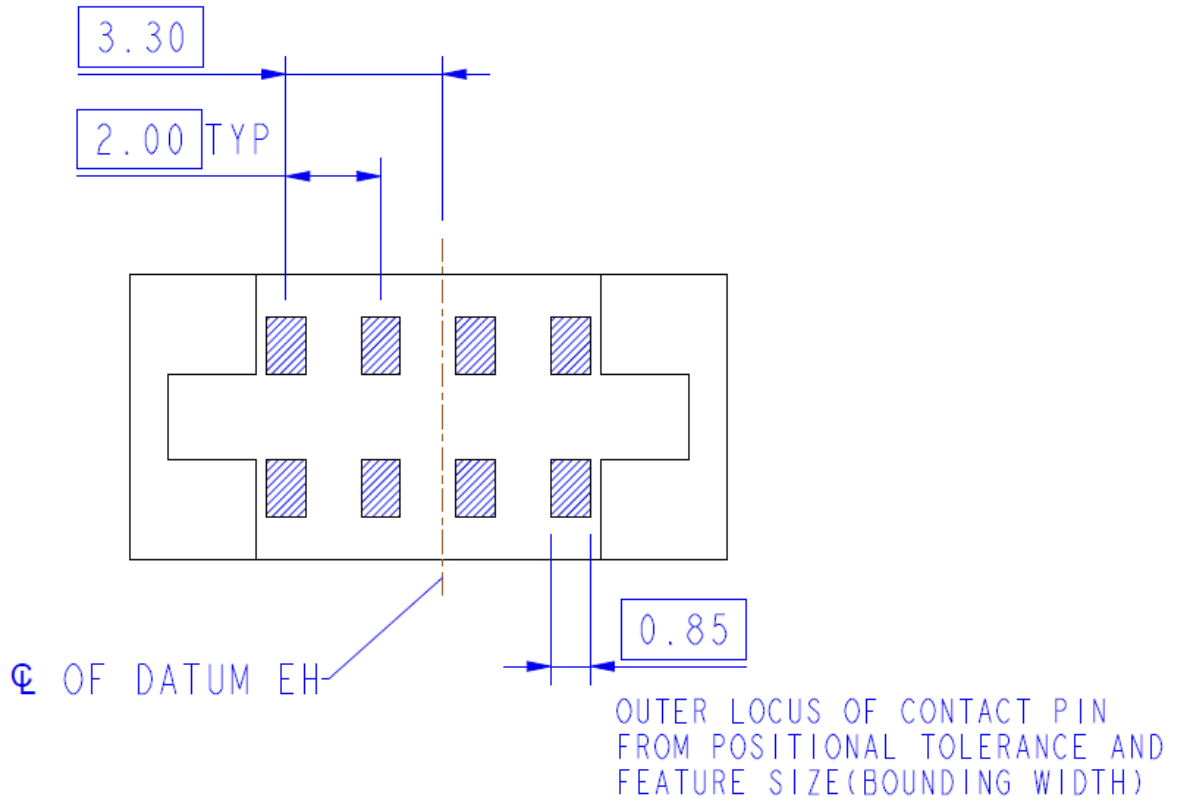 3.30
2.00 TYP
℄ OF DATUM EH
0.85
OUTER LOCUS OF CONTACT PIN
FROM POSITIONAL TOLERANCE AND
FEATURE SIZE(BOUNDING WIDTH)